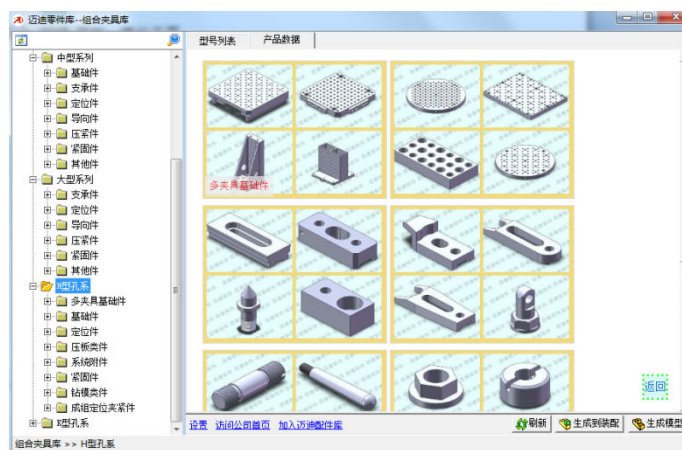 迈迪零件库--组合夹具库
型号列表
产品数据
中型系列
基础件
支承件
定位件
导向件
压紧件
紧固件
其他件
大型系列
支承件
定位件
导向件
压紧件
紧固件
其他件
H型孔系
多夹具基础件
基础件
定位件
压板类件
系统附件
紧固件
钻模类件
成组定位夹紧件
K型孔系
多夹具基础件
返回
设置 访问公司首页 加入迈迪配件库
刷新
生成到装配
生成模型
组合夹具库 >> H型孔系